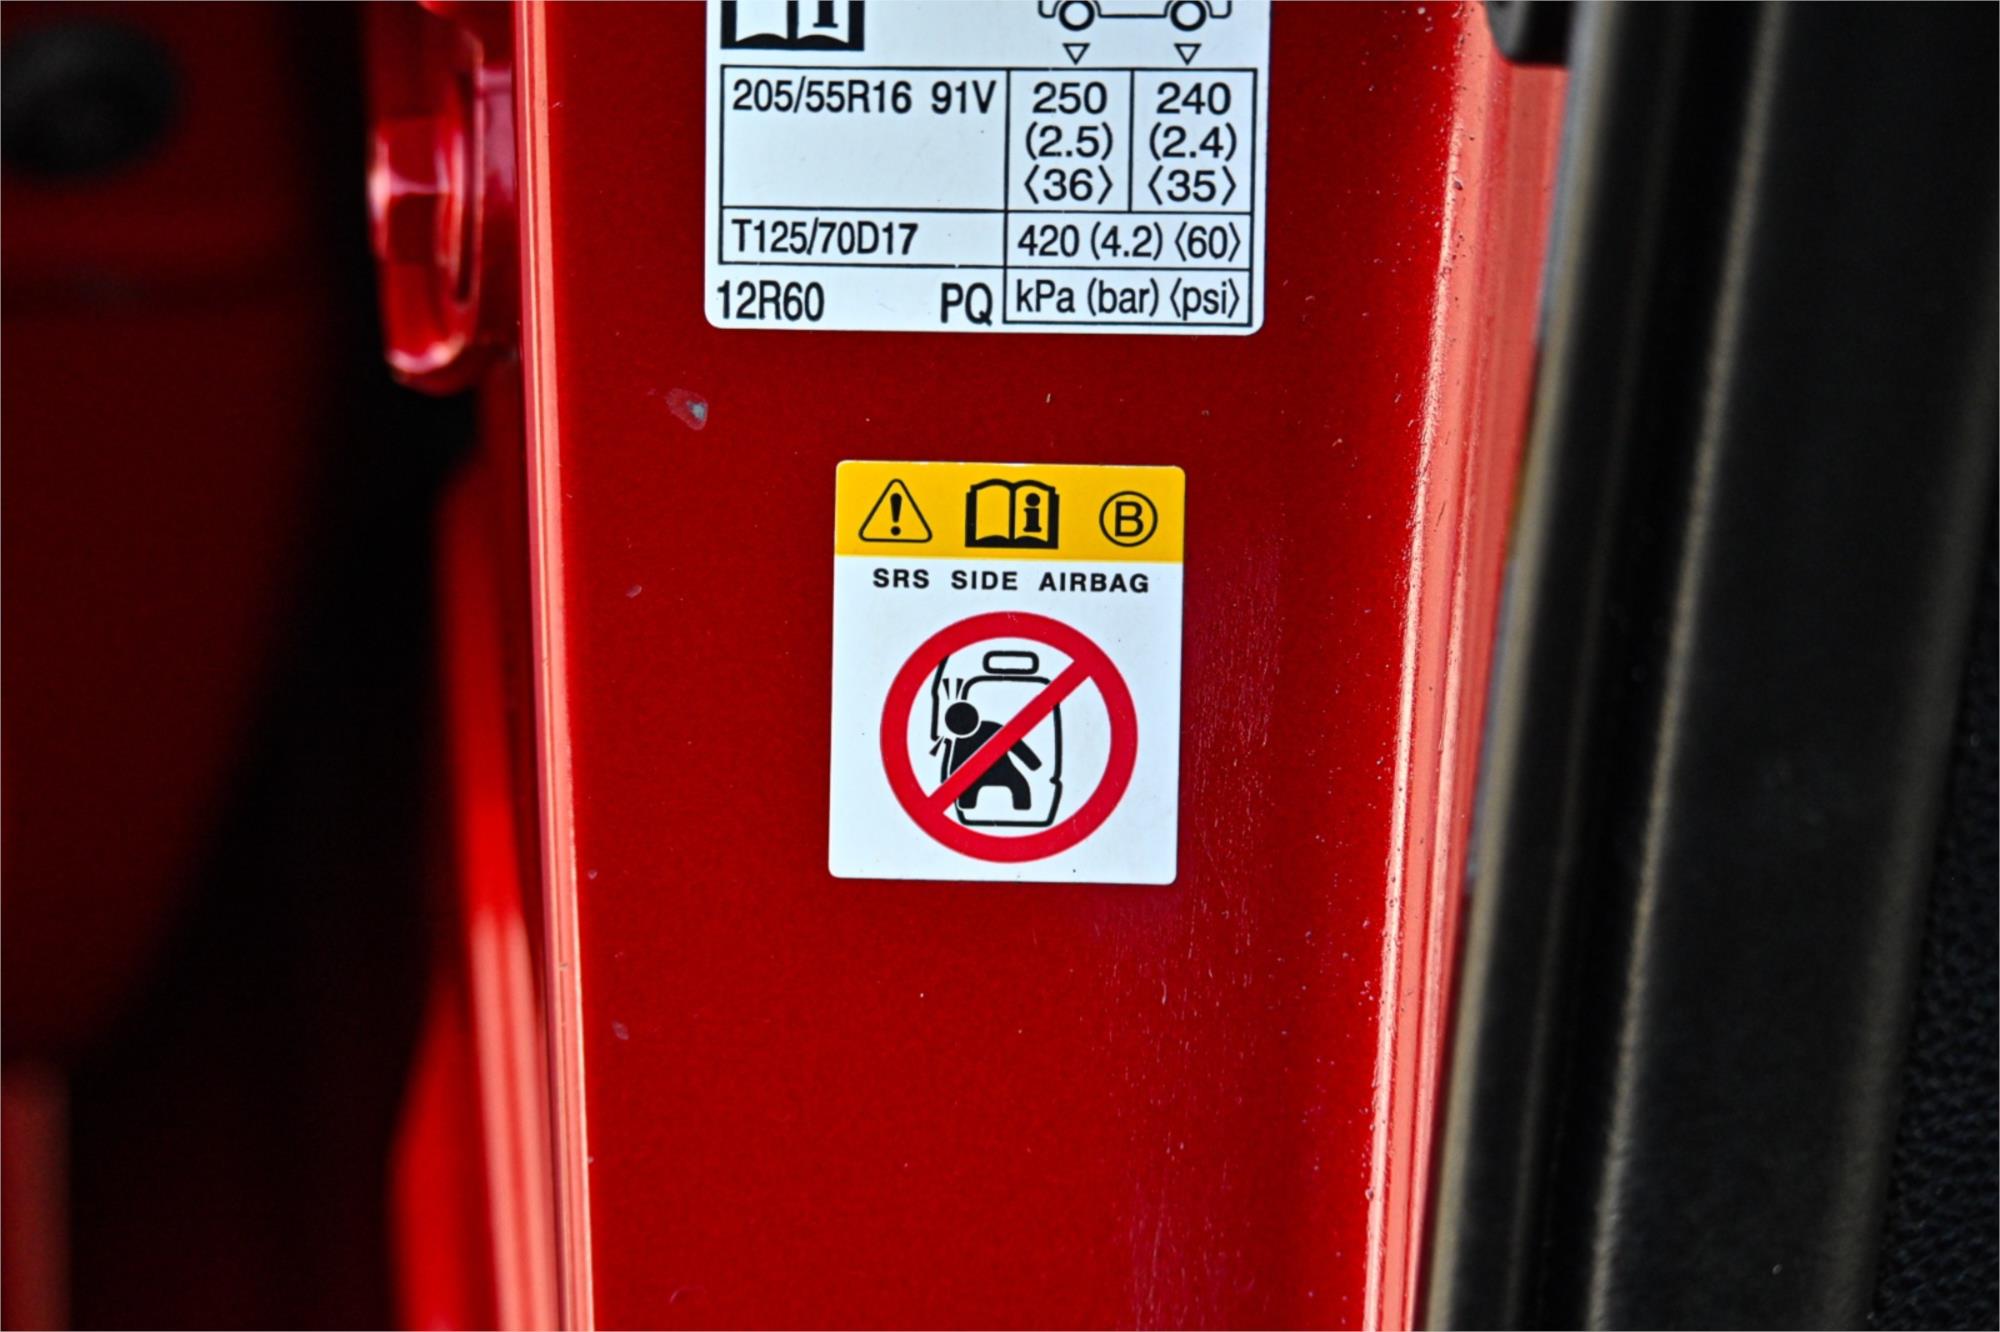 i
205/55R16 91V 250 240
(2.5) (2.4)
〈36〉 〈35〉
T125/70D17 420 (4.2) 〈60〉
12R60 PQ kPa (bar) 〈psi〉
i B
SRS SIDE AIRBAG